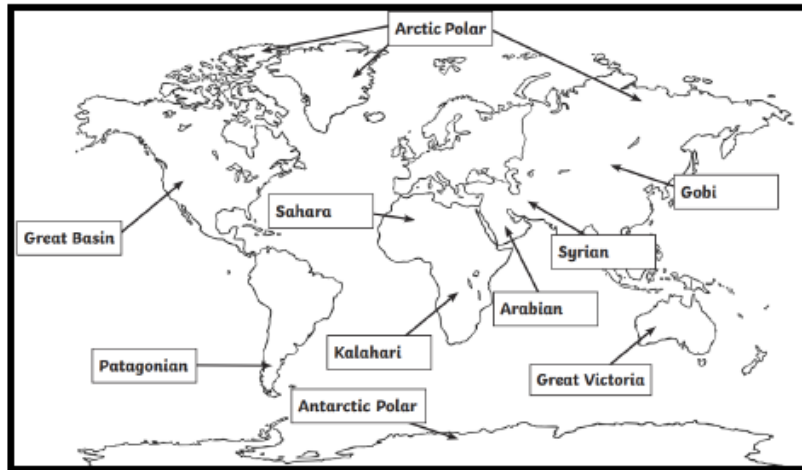 Arctic Polar
Gobi
Sahara
Great Basin
Syrian
Arabian
Kalahari
Patagonian
Great Victoria
Antarctic Polar